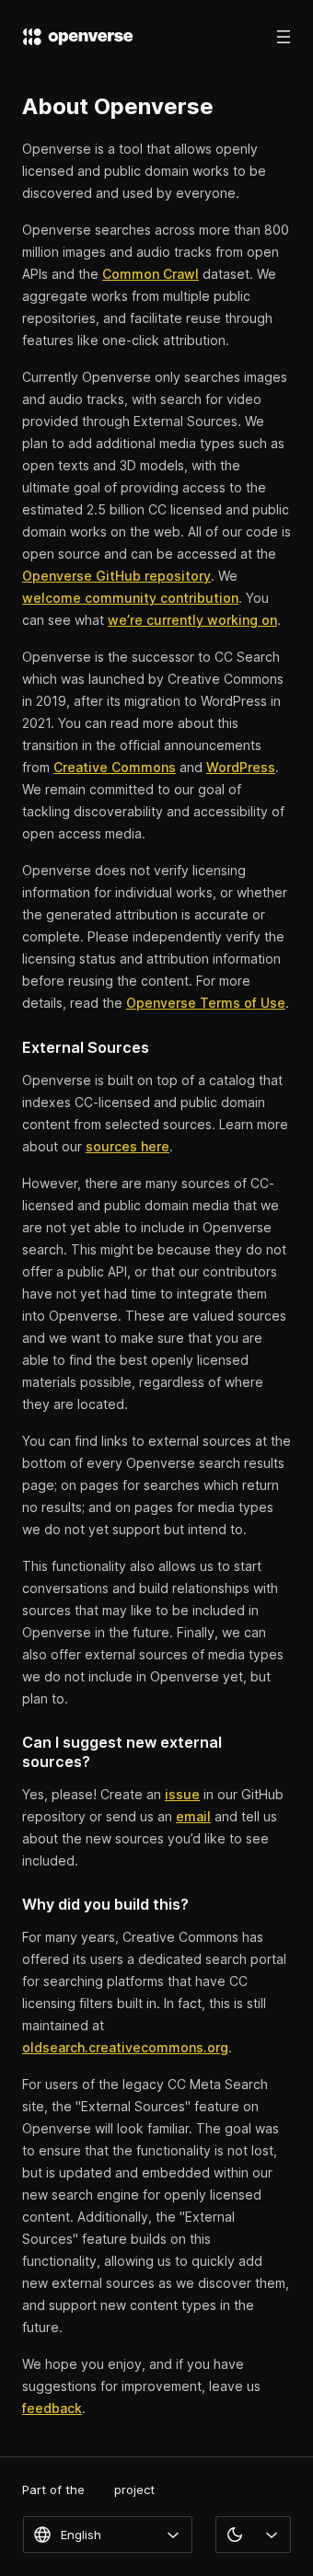 openverse
About Openverse
Openverse is a tool that allows openly
licensed and public domain works to be
discovered and used by everyone.
Openverse searches across more than 800
million images and audio tracks from open
APIs and the Common Crawl dataset. We
aggregate works from multiple public
repositories, and facilitate reuse through
features like one-click attribution.
Currently Openverse only searches images
and audio tracks, with search for video
provided through External Sources. We
plan to add additional media types such as
open texts and 3D models, with the
ultimate goal of providing access to the
estimated 2.5 billion CC licensed and public
domain works on the web. All of our code is
open source and can be accessed at the
Openverse GitHub repository. We
welcome community contribution. You
can see what we’re currently working on.
Openverse is the successor to CC Search
which was launched by Creative Commons
in 2019, after its migration to WordPress in
2021. You can read more about this
transition in the official announcements
from Creative Commons and WordPress.
We remain committed to our goal of
tackling discoverability and accessibility of
open access media.
Openverse does not verify licensing
information for individual works, or whether
the generated attribution is accurate or
complete. Please independently verify the
licensing status and attribution information
before reusing the content. For more
details, read the Openverse Terms of Use.
External Sources
Openverse is built on top of a catalog that
indexes CC-licensed and public domain
content from selected sources. Learn more
about our sources here.
However, there are many sources of CC-
licensed and public domain media that we
are not yet able to include in Openverse
search. This might be because they do not
offer a public API, or that our contributors
have not yet had time to integrate them
into Openverse. These are valued sources
and we want to make sure that you are
able to find the best openly licensed
materials possible, regardless of where
they are located.
You can find links to external sources at the
bottom of every Openverse search results
page; on pages for searches which return
no results; and on pages for media types
we do not yet support but intend to.
This functionality also allows us to start
conversations and build relationships with
sources that may like to be included in
Openverse in the future. Finally, we can
also offer external sources of media types
we do not include in Openverse yet, but
plan to.
Can I suggest new external
sources?
Yes, please! Create an issue in our GitHub
repository or send us an email and tell us
about the new sources you’d like to see
included.
Why did you build this?
For many years, Creative Commons has
offered its users a dedicated search portal
for searching platforms that have CC
licensing filters built in. In fact, this is still
maintained at
oldsearch.creativecommons.org.
For users of the legacy CC Meta Search
site, the "External Sources" feature on
Openverse will look familiar. The goal was
to ensure that the functionality is not lost,
but is updated and embedded within our
new search engine for openly licensed
content. Additionally, the "External
Sources" feature builds on this
functionality, allowing us to quickly add
new external sources as we discover them,
and support new content types in the
future.
We hope you enjoy, and if you have
suggestions for improvement, leave us
feedback.
Part of the project
English